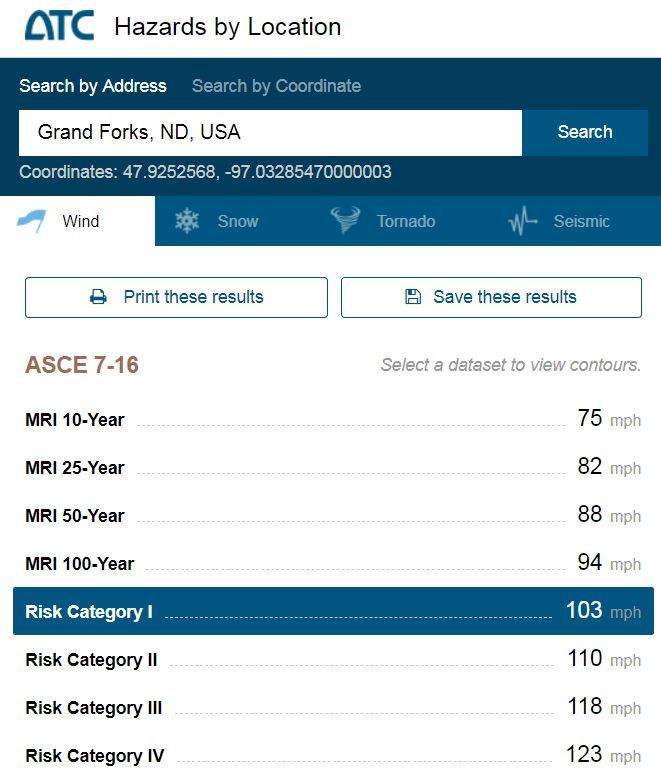 ATC Hazards by Location
Search by Address Search by Coordinate
Grand Forks, ND, USA Search
Coordinates: 47.9252568, -97.03285470000003
Wind Snow Tornado Seismic
Print these results Save these results
ASCE 7-16 Select a dataset to view contours.
MRI 10-Year 75 mph
MRI 25-Year 82 mph
MRI 50-Year 88 mph
MRI 100-Year 94 mph
Risk Category I 103 mph
Risk Category II 110 mph
Risk Category III 118 mph
Risk Category IV 123 mph